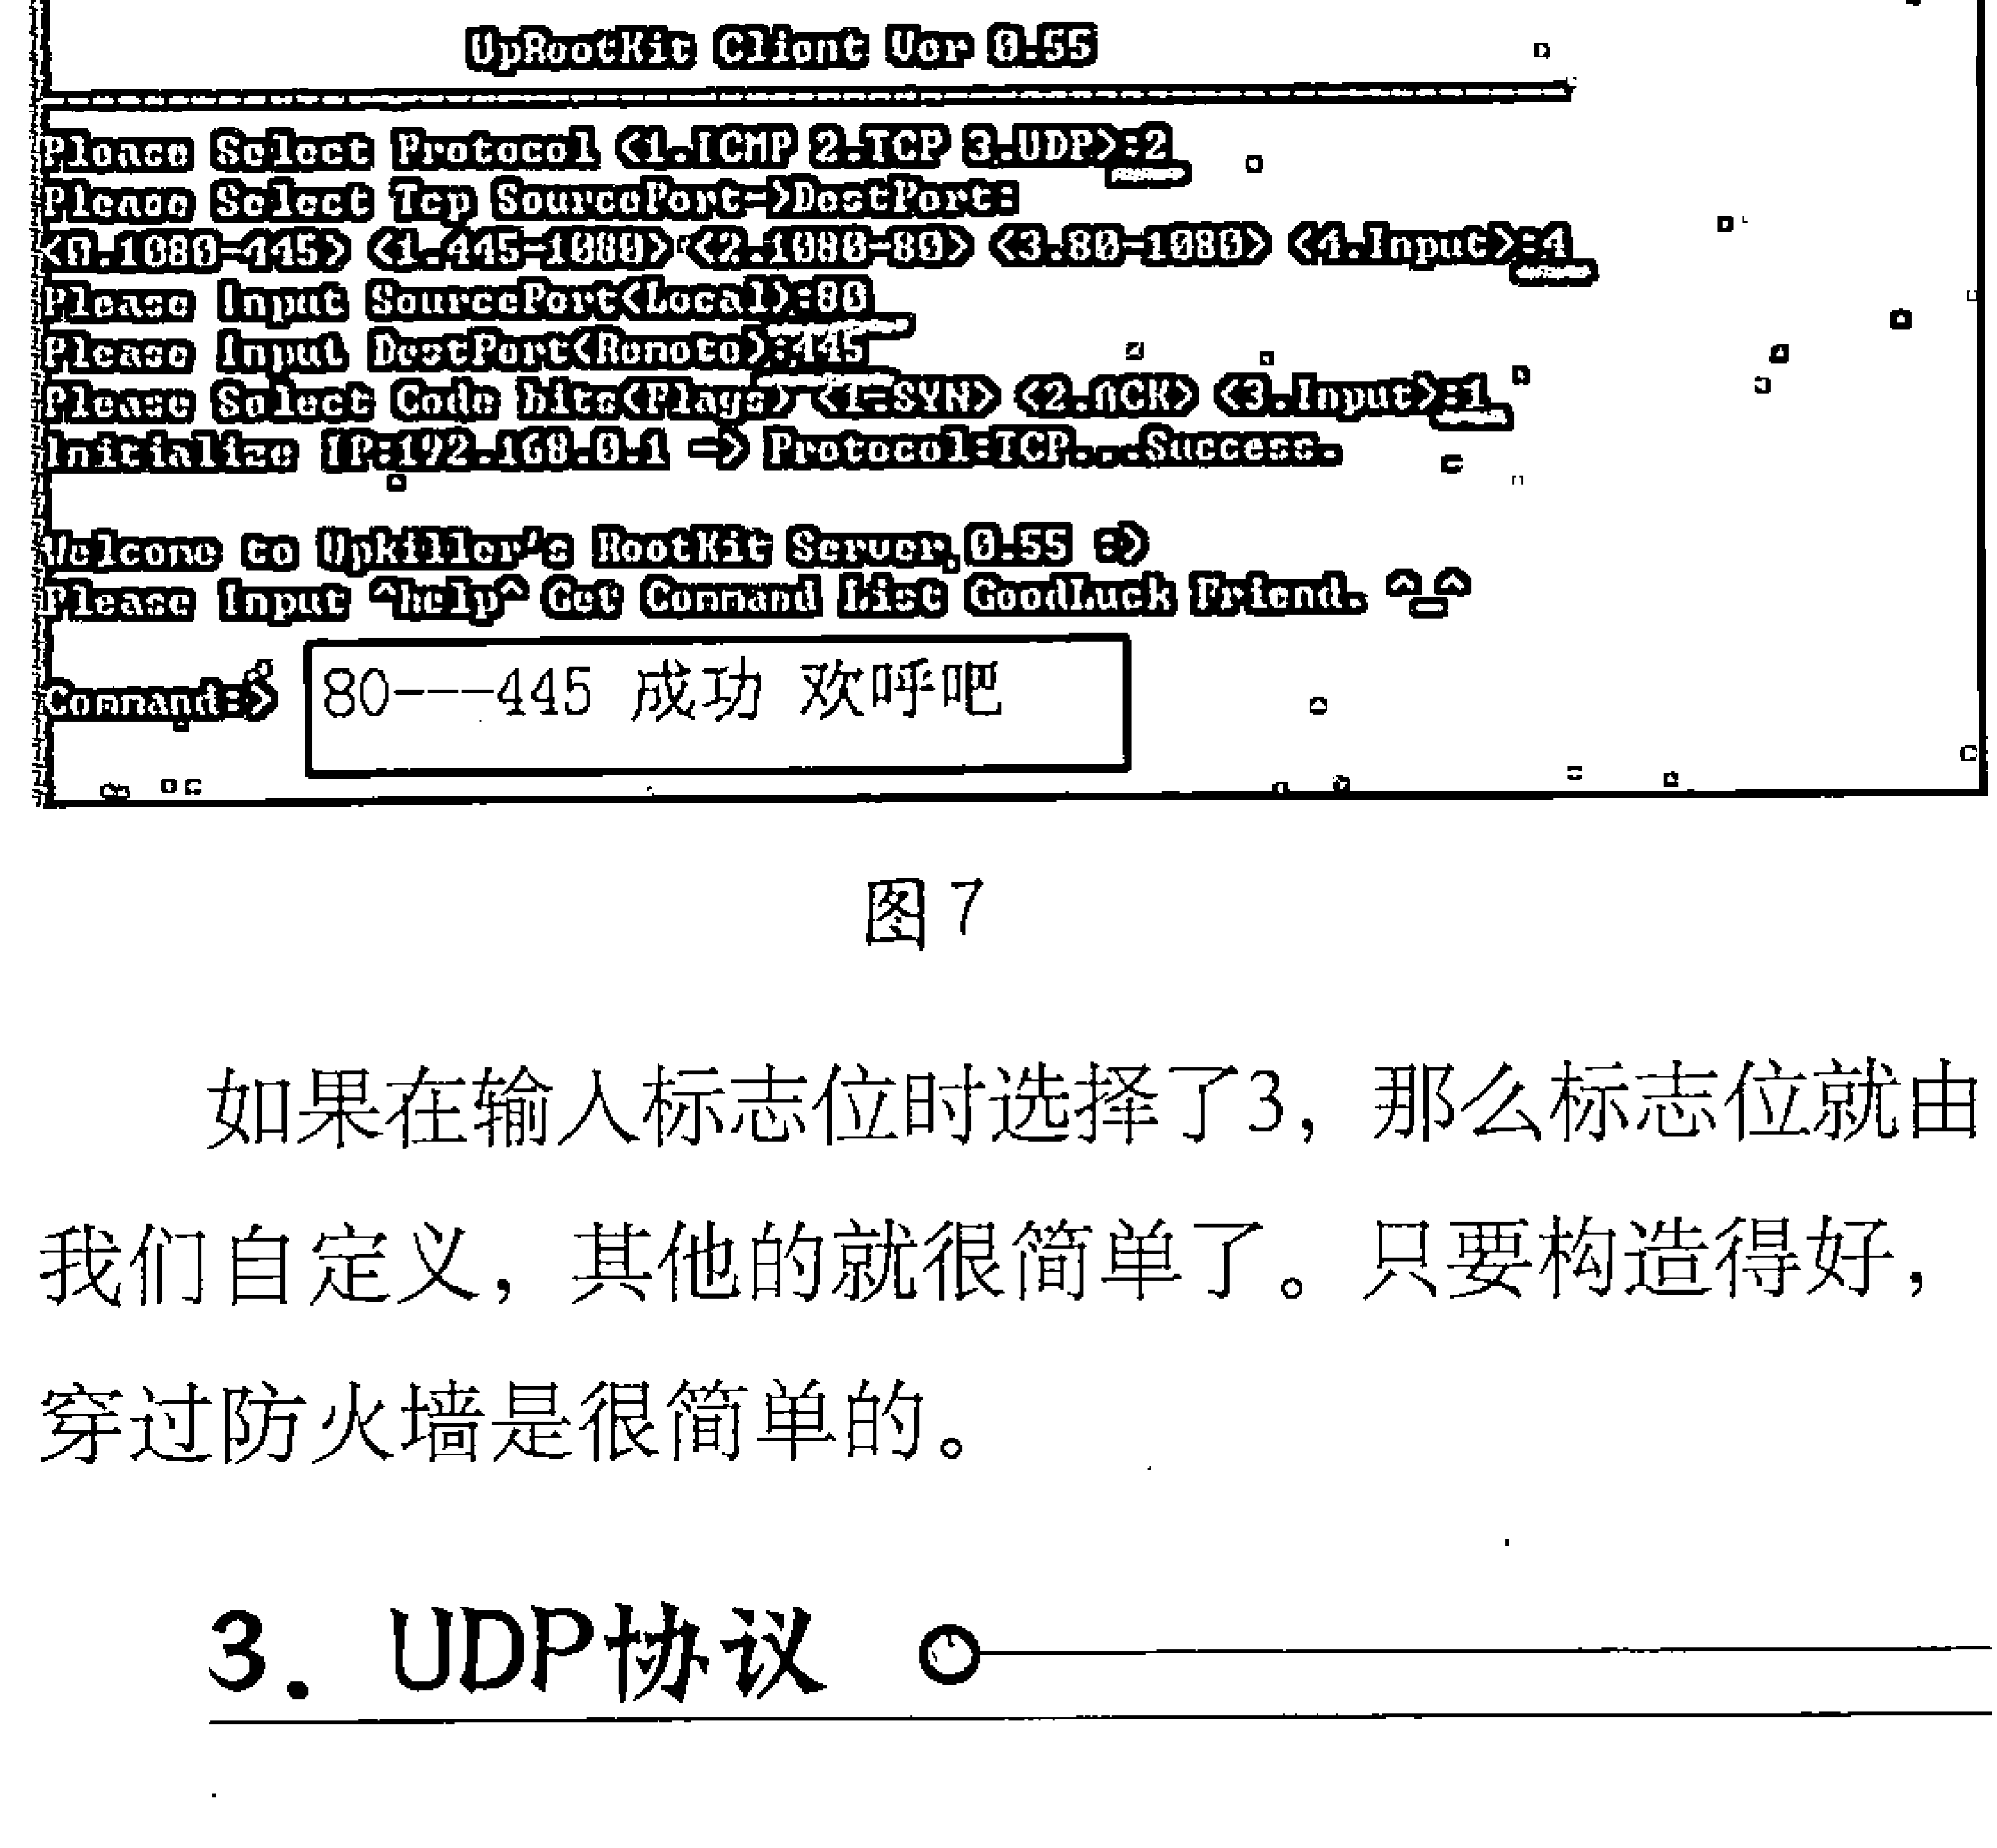 UpRootKit Client Ver 0.55
Please Select Protocol <1.ICMP 2.TCP 3.UDP>:2
Please Select Tcp SourcePort=>DestPort:
<0.1080-445> <1.445-1080> <2.1080-80> <3.80-1080> <4.Input>:4
Please Input SourcePort<Local>:80
Please Input DestPort<Remote>:445
Please Select Code bits<Flags> <1.SYN> <2.ACK> <3.Input>:1
Initialize IP:192.168.0.1 => Protocol:TCP...Success.
Welcome to Upkiller's RootKit Server.0.55 :>
Please Input ^help^ Get Command List GoodLuck Friend. ^_^
Command:> 80---445 成功 欢呼吧
图7
如果在输入标志位时选择了3，那么标志位就由
我们自定义，其他的就很简单了。只要构造得好，
穿过防火墙是很简单的。
3. UDP协议